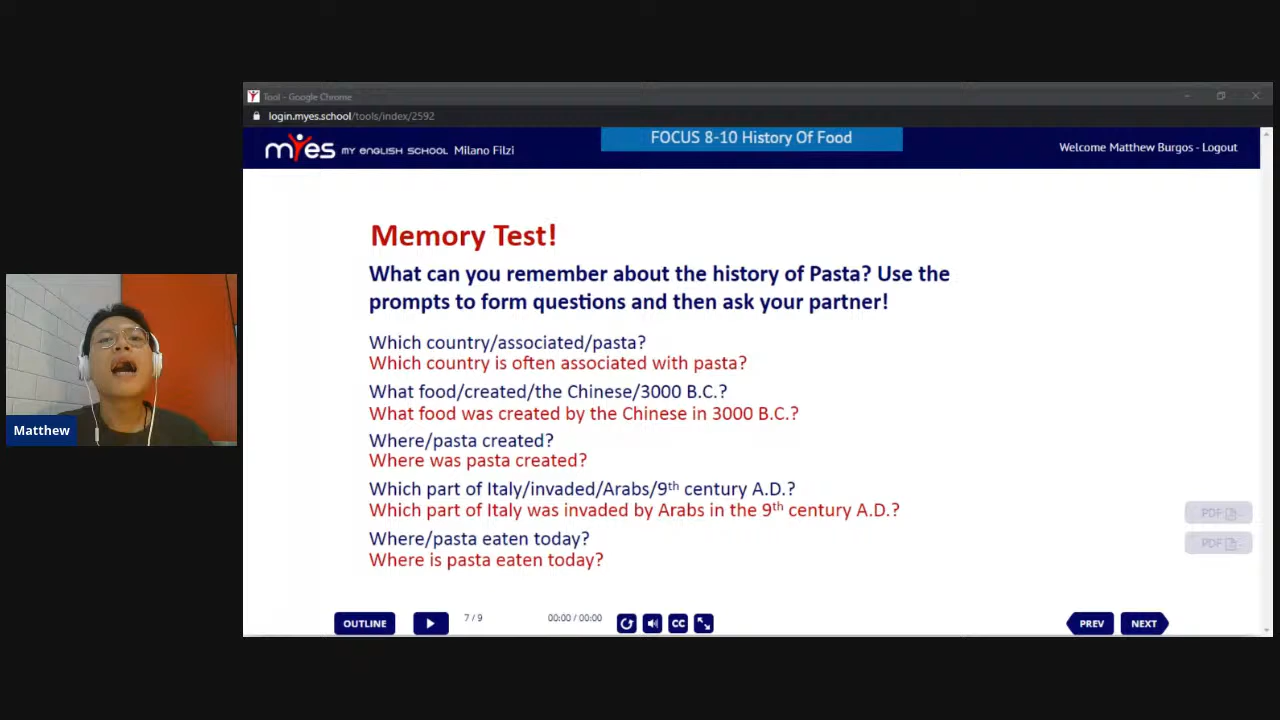 Tool - Google Chrome
login.myes.school/tools/index/2592
myes MY ENGLISH SCHOOL Milano Filzi
FOCUS 8-10 History Of Food
Welcome Matthew Burgos - Logout
Memory Test!
What can you remember about the history of Pasta? Use the
prompts to form questions and then ask your partner!
Which country/associated/pasta?
Which country is often associated with pasta?
What food/created/the Chinese/3000 B.C.?
What food was created by the Chinese in 3000 B.C.?
Where/pasta created?
Where was pasta created?
Which part of Italy/invaded/Arabs/9th century A.D.?
Which part of Italy was invaded by Arabs in the 9th century A.D.?
Where/pasta eaten today?
Where is pasta eaten today?
Matthew
PDF
PDF
OUTLINE
7 / 9
00:00 / 00:00
CC
PREV
NEXT